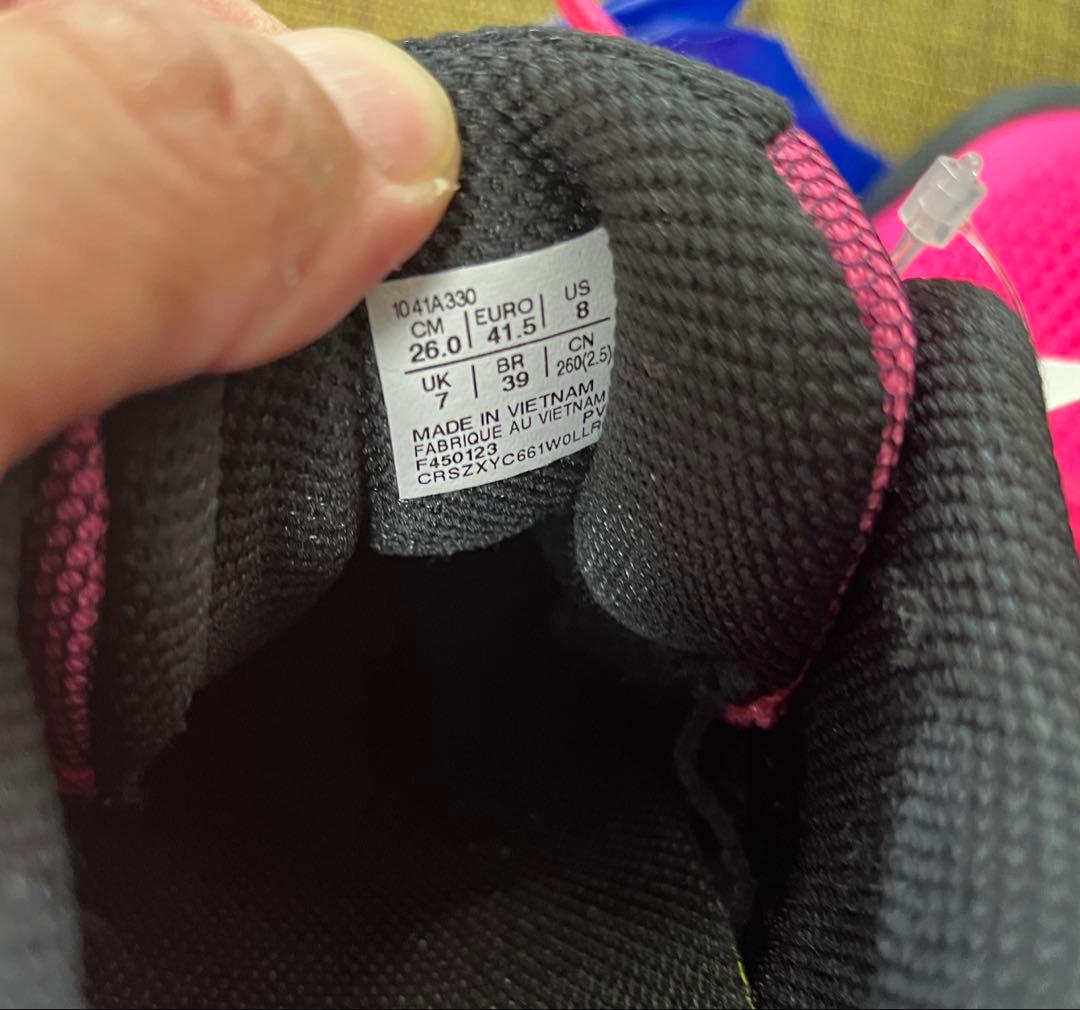 1041A330
CM EURO US
26.0 41.5 8
UK BR CN
7 39 260(2.5)
MADE IN VIETNAM
FABRIQUE AU VIETNAM
PV
F450123